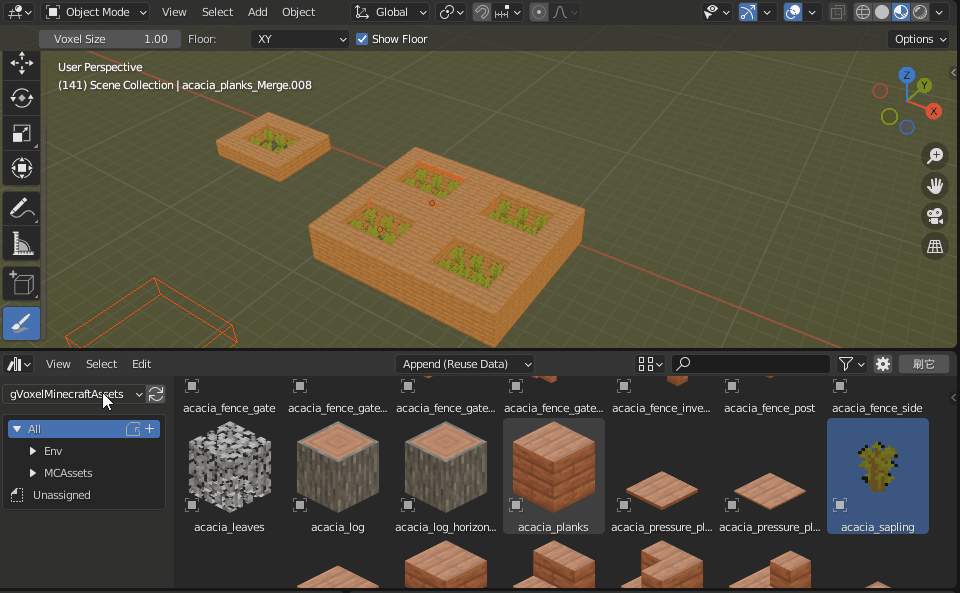 Object Mode View Select Add Object Global
Voxel Size 1.00 Floor: XY Show Floor Options
User Perspective
(141) Scene Collection | acacia_planks_Merge.008
Z
Y
X
View Select Edit Append (Reuse Data) 刷它
gVoxelMinecraftAssets
All
Env
MCAssets
Unassigned
acacia_fence_gate acacia_fence_gate... acacia_fence_gate... acacia_fence_gate... acacia_fence_inve... acacia_fence_post acacia_fence_side
acacia_leaves acacia_log acacia_log_horizon... acacia_planks acacia_pressure_pl... acacia_pressure_pl... acacia_sapling